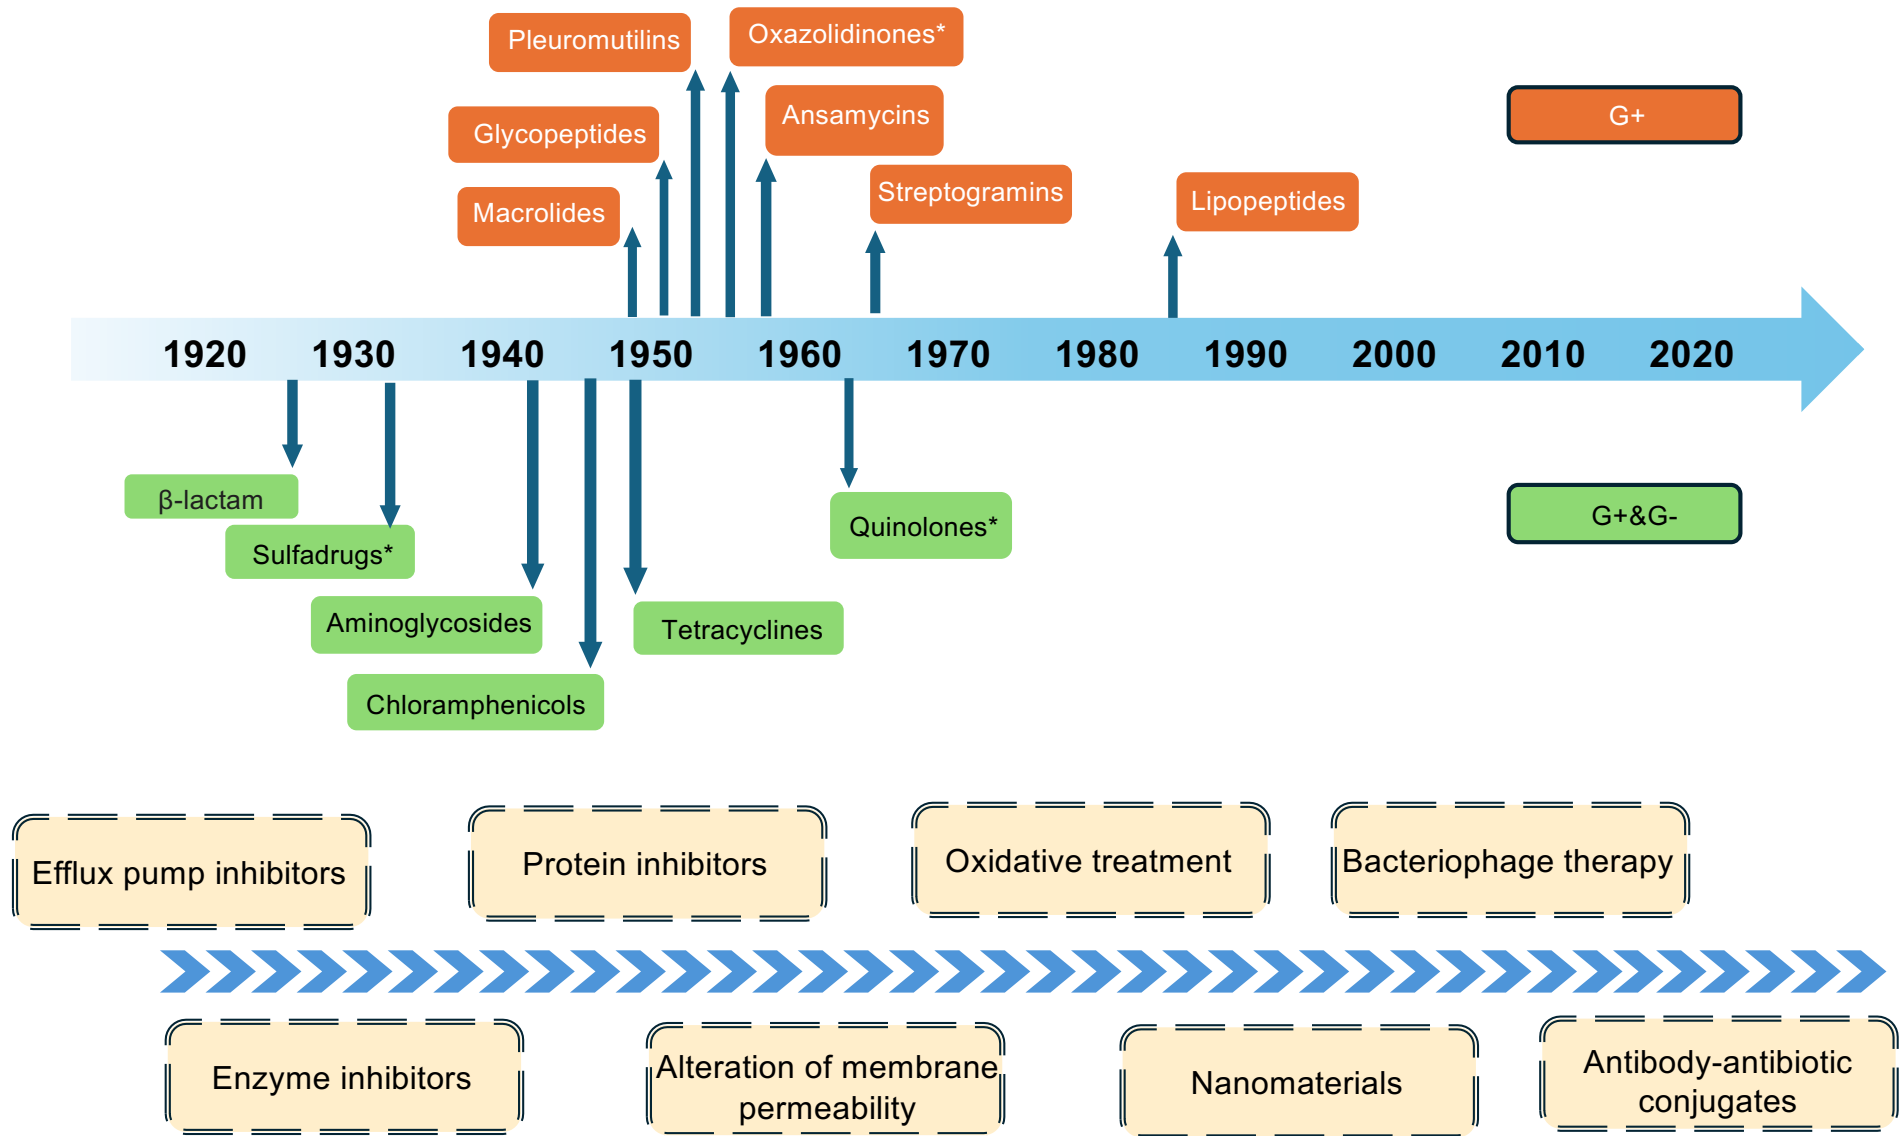 Pleuromutilins
Oxazolidinones*
Glycopeptides
Ansamycins
G+
Macrolides
Streptogramins
Lipopeptides
1920 1930 1940 1950 1960 1970 1980 1990 2000 2010 2020
β-lactam
Sulfadrugs*
Quinolones*
G+&G-
Aminoglycosides
Tetracyclines
Chloramphenicols
Efflux pump inhibitors
Protein inhibitors
Oxidative treatment
Bacteriophage therapy
Enzyme inhibitors
Alteration of membrane
permeability
Nanomaterials
Antibody-antibiotic
conjugates